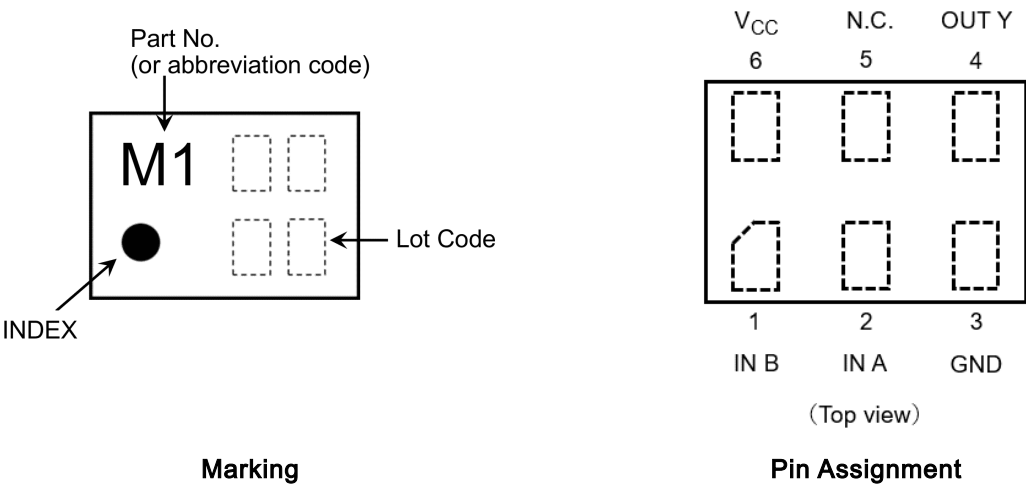 Part No.
(or abbreviation code)
M1
Lot Code
INDEX
Marking
VCC N.C. OUT Y
6 5 4
1 2 3
IN B IN A GND
(Top view)
Pin Assignment